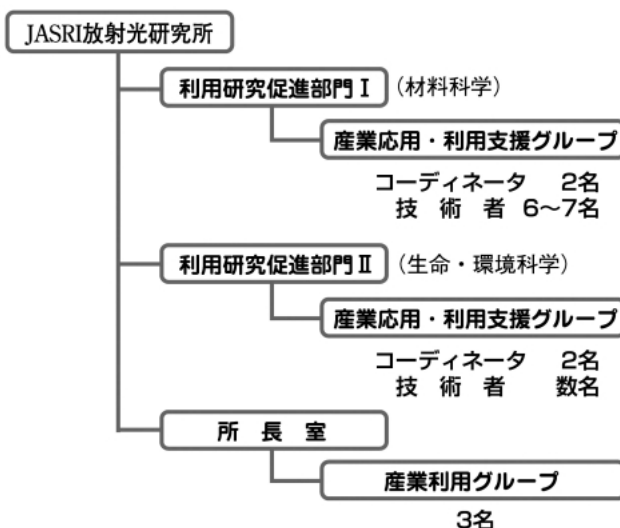 JASRI放射光研究所
利用研究促進部門Ⅰ（材料科学）
産業応用・利用支援グループ
コーディネータ 2名
技術者 6～7名
利用研究促進部門Ⅱ（生命・環境科学）
産業応用・利用支援グループ
コーディネータ 2名
技術者 数名
所長室
産業利用グループ
3名